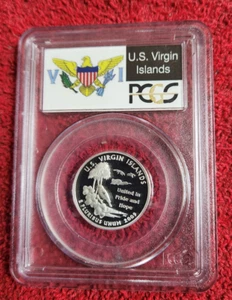 U.S. Virgin
Islands
V I
PCGS
U.S. VIRGIN ISLANDS
United in
Pride and
Hope
E PLURIBUS UNUM 2009